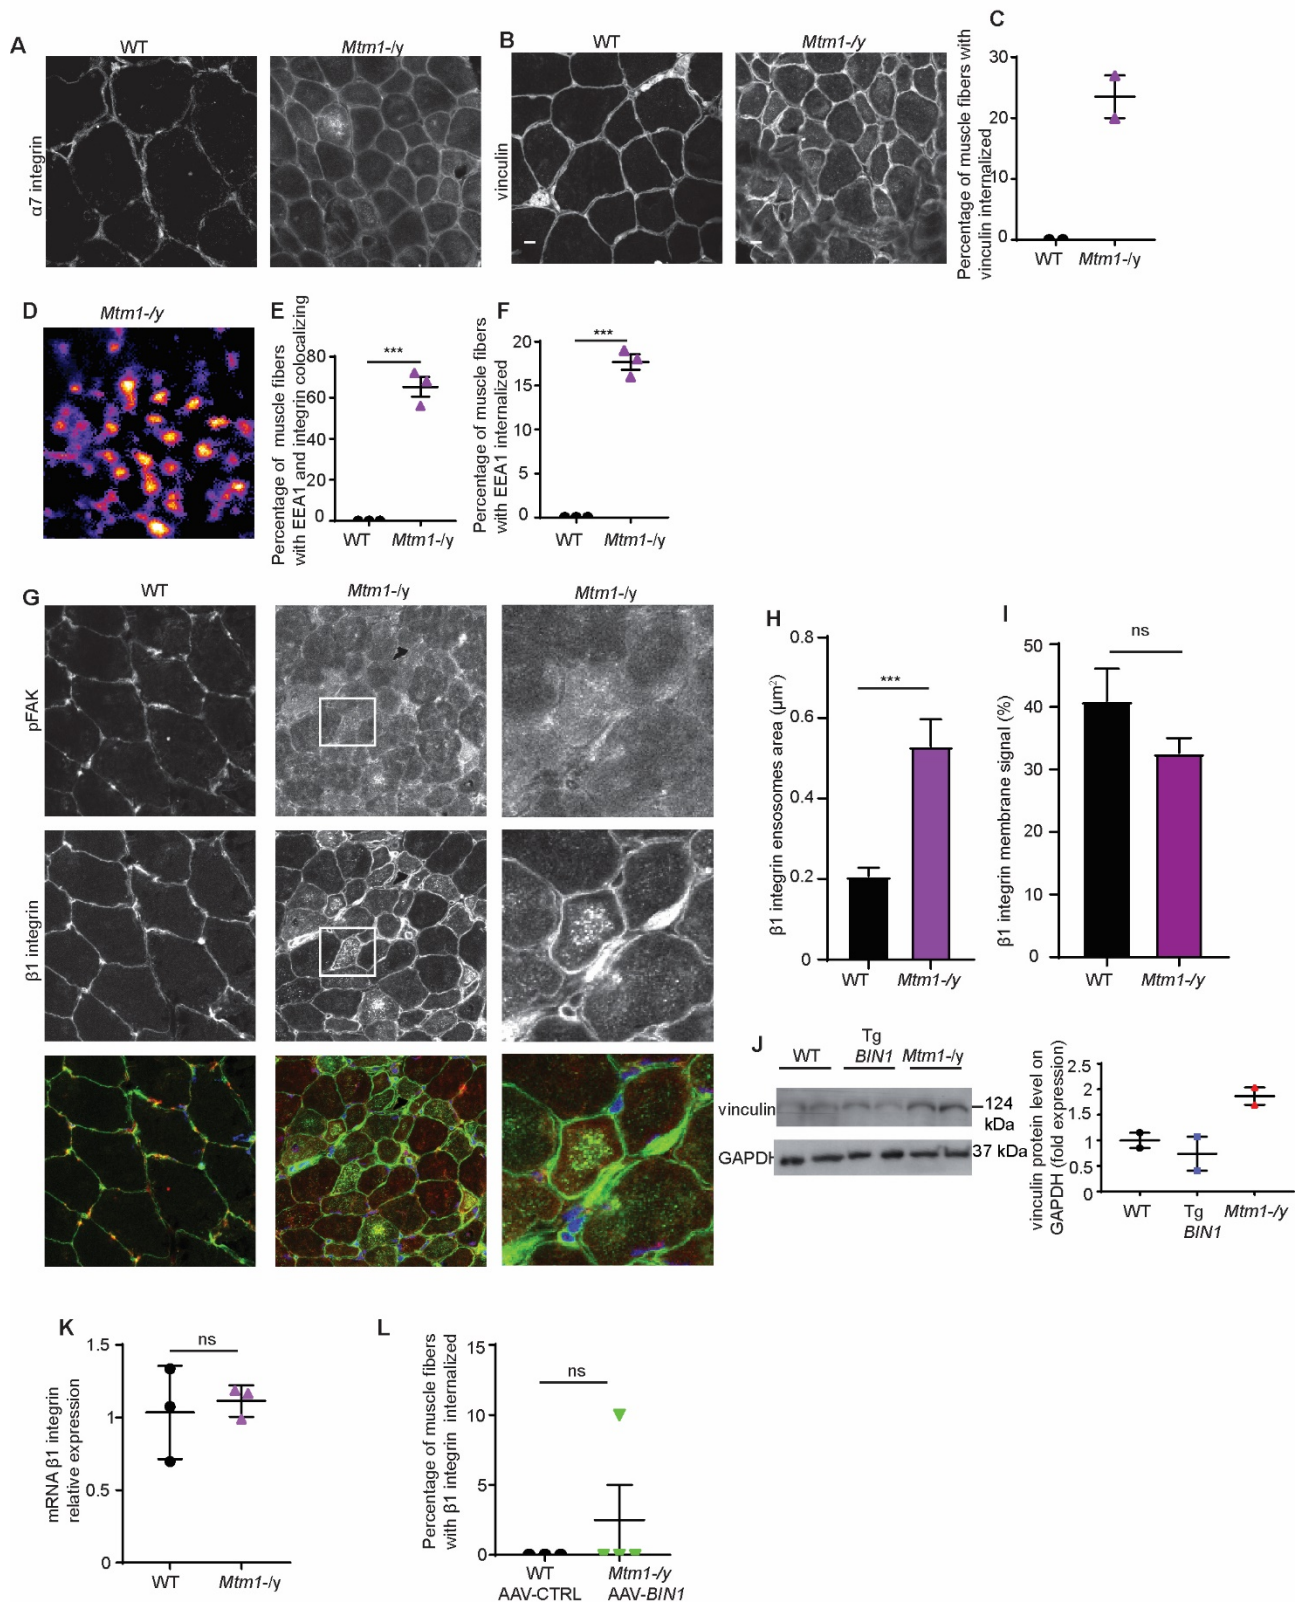 A
WT
Mtm1-/y
α7 integrin
B
WT
Mtm1-/y
vinculin
C
Percentage of muscle fibers with
vinculin internalized
30
20
10
0
WT
Mtm1-/y
D
Mtm1-/y
E
Percentage of muscle fibers
with EEA1 and integrin colocalizing
80
60
40
20
0
***
WT
Mtm1-/y
F
Percentage of muscle fibers
with EEA1 internalized
20
15
10
5
0
***
WT
Mtm1-/y
G
WT
Mtm1-/y
Mtm1-/y
pFAK
β1 integrin
H
β1 integrin ensosomes area (µm²)
0.8
0.6
0.4
0.2
0
***
WT
Mtm1-/y
I
β1 integrin membrane signal (%)
50
40
30
20
10
0
ns
WT
Mtm1-/y
J
WT
Tg
BIN1
Mtm1-/y
vinculin
124
kDa
GAPDH
37 kDa
vinculin protein level on
GAPDH (fold expression)
2.5
2
1.5
1
0.5
0
WT
Tg
BIN1
Mtm1-/y
K
mRNA β1 integrin
relative expression
1.5
1
0.5
0
ns
WT
Mtm1-/y
L
Percentage of muscle fibers
with β1 integrin internalized
15
10
5
0
ns
WT
AAV-CTRL
Mtm1-/y
AAV-BIN1